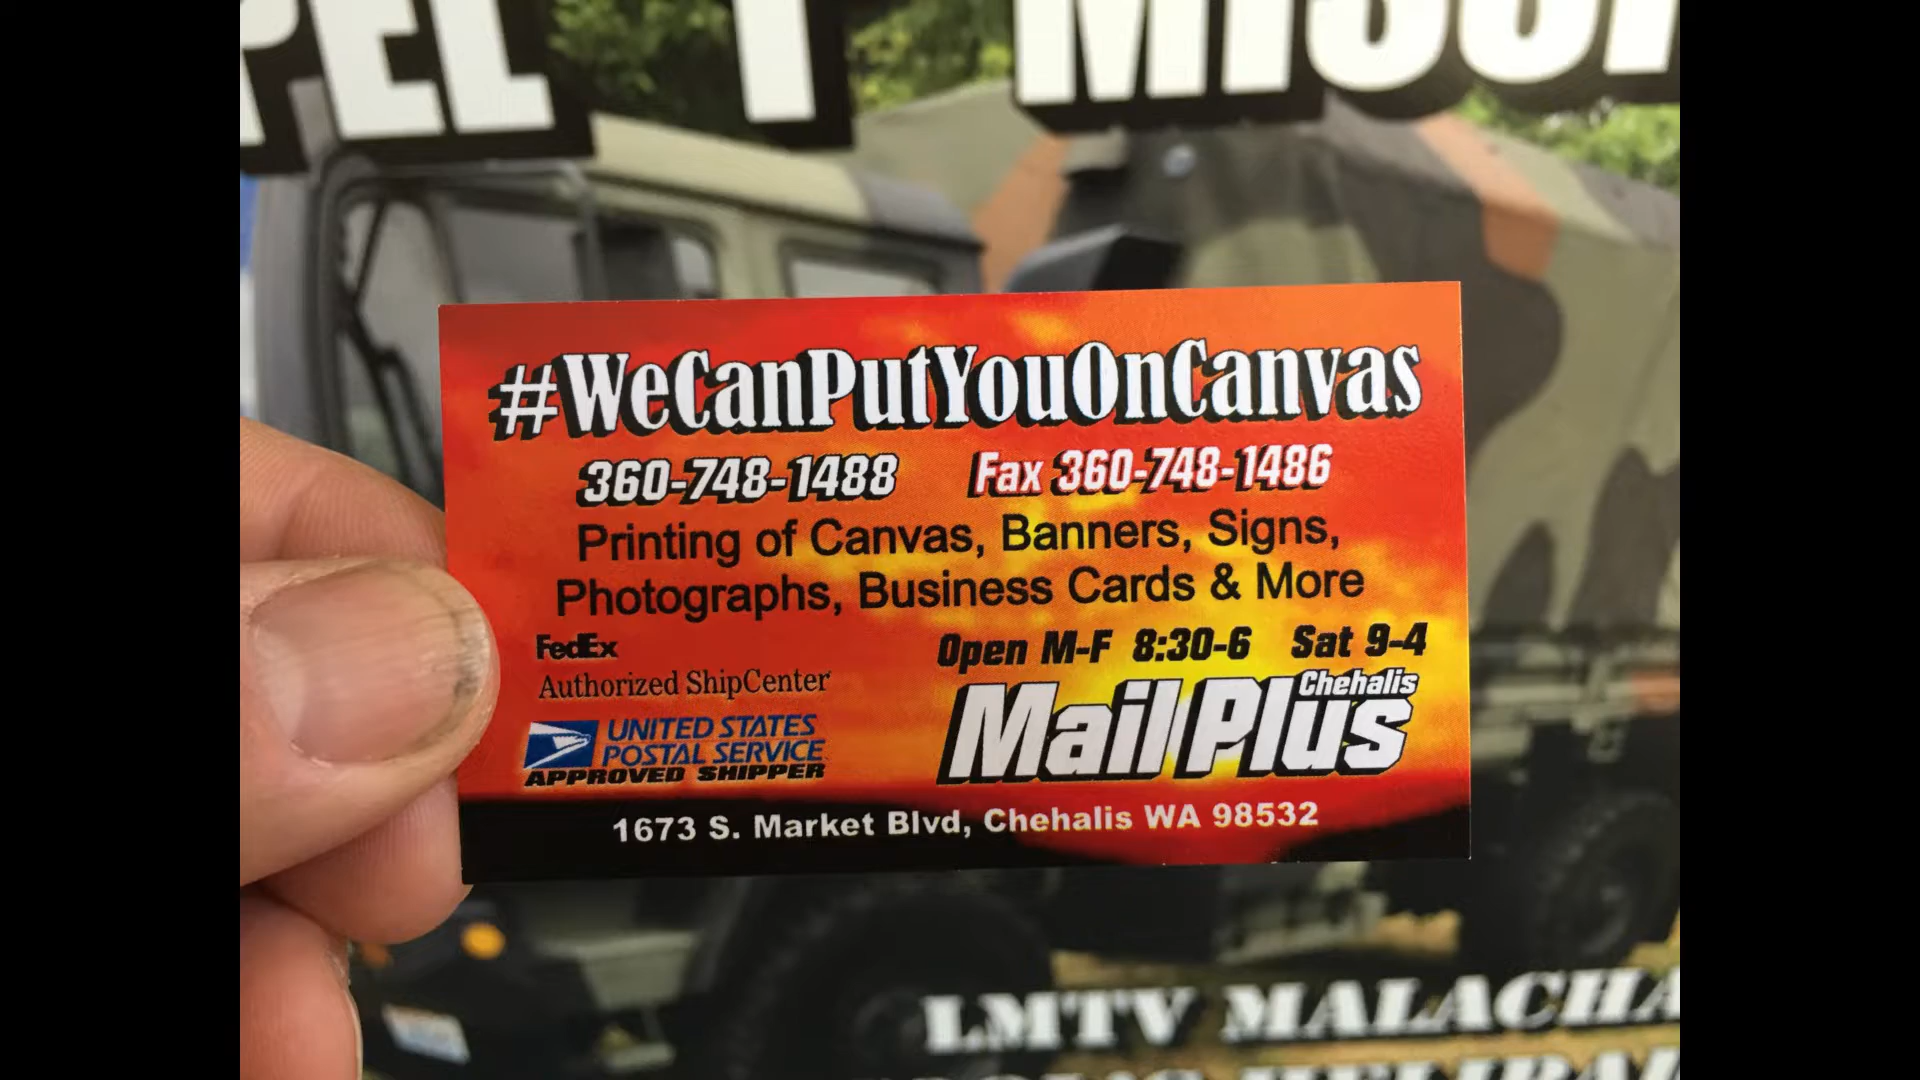 #WeCanPutYouOnCanvas
360-748-1488 Fax 360-748-1486
Printing of Canvas, Banners, Signs,
Photographs, Business Cards & More
FedEx
Authorized ShipCenter
UNITED STATES
POSTAL SERVICE
APPROVED SHIPPER
Open M-F 8:30-6 Sat 9-4
Chehalis
Mail Plus
1673 S. Market Blvd, Chehalis WA 98532
LMTV